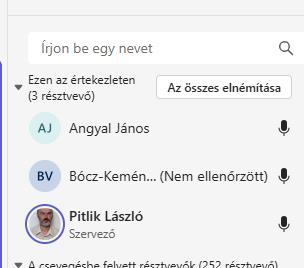 Írjon be egy nevet
Ezen az értekezleten
(3 résztvevő)
Az összes elnémítása
AJ
Angyal János
BV
Bócz-Kemén... (Nem ellenőrzött)
Pitlik László
Szervező
A csevegésbe felvett résztvevők (252 résztvevő)